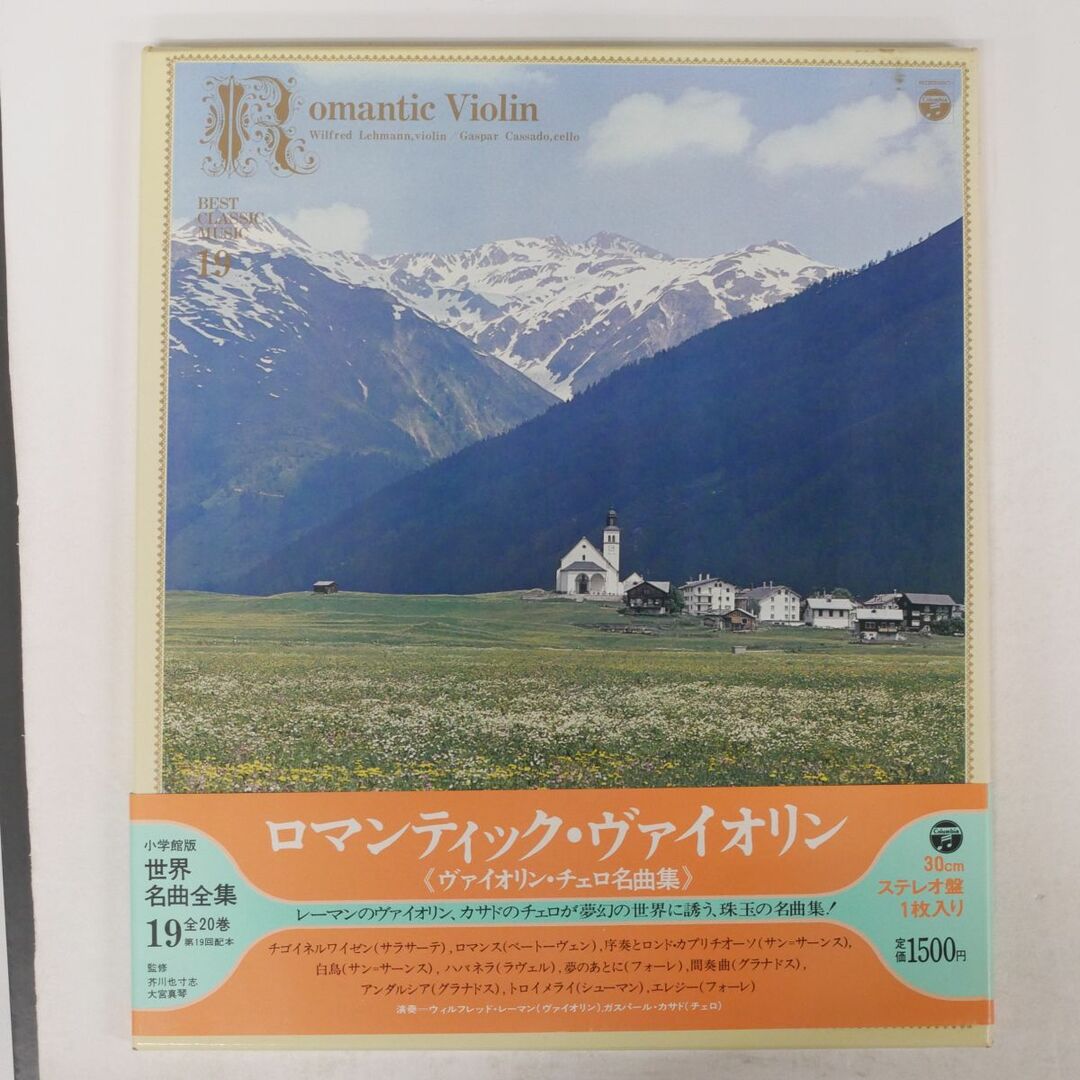 Romantic Violin
Wilfred Lehmann,violin / Gaspar Cassado,cello
Columbia
BEST
CLASSIC
MUSIC
19
小学館版
世界
名曲全集
19 全20巻
第19回配本
監修
芥川也寸志
大宮真琴
ロマンティック・ヴァイオリン
《ヴァイオリン・チェロ名曲集》
レーマンのヴァイオリン、カサドのチェロが夢幻の世界に誘う、珠玉の名曲集!
チゴイネルワイゼン(サラサーテ),ロマンス(ベートーヴェン),序奏とロンド・カプリチオーソ(サン=サーンス),
白鳥(サン=サーンス),ハバネラ(ラヴェル),夢のあとに(フォーレ),間奏曲(グラナドス),
アンダルシア(グラナドス),トロイメライ(シューマン),エレジー(フォーレ)
演奏―ウィルフレッド・レーマン(ヴァイオリン),ガスパール・カサド(チェロ)
Columbia
30cm
ステレオ盤
1枚入り
定価1500円